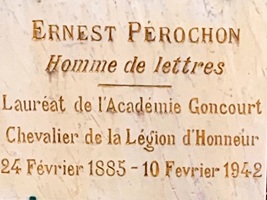 ERNEST PÉROCHON
Homme de lettres
Lauréat de l'Académie Goncourt
Chevalier de la Légion d'Honneur
24 Février 1885 - 10 Fevrier 1942